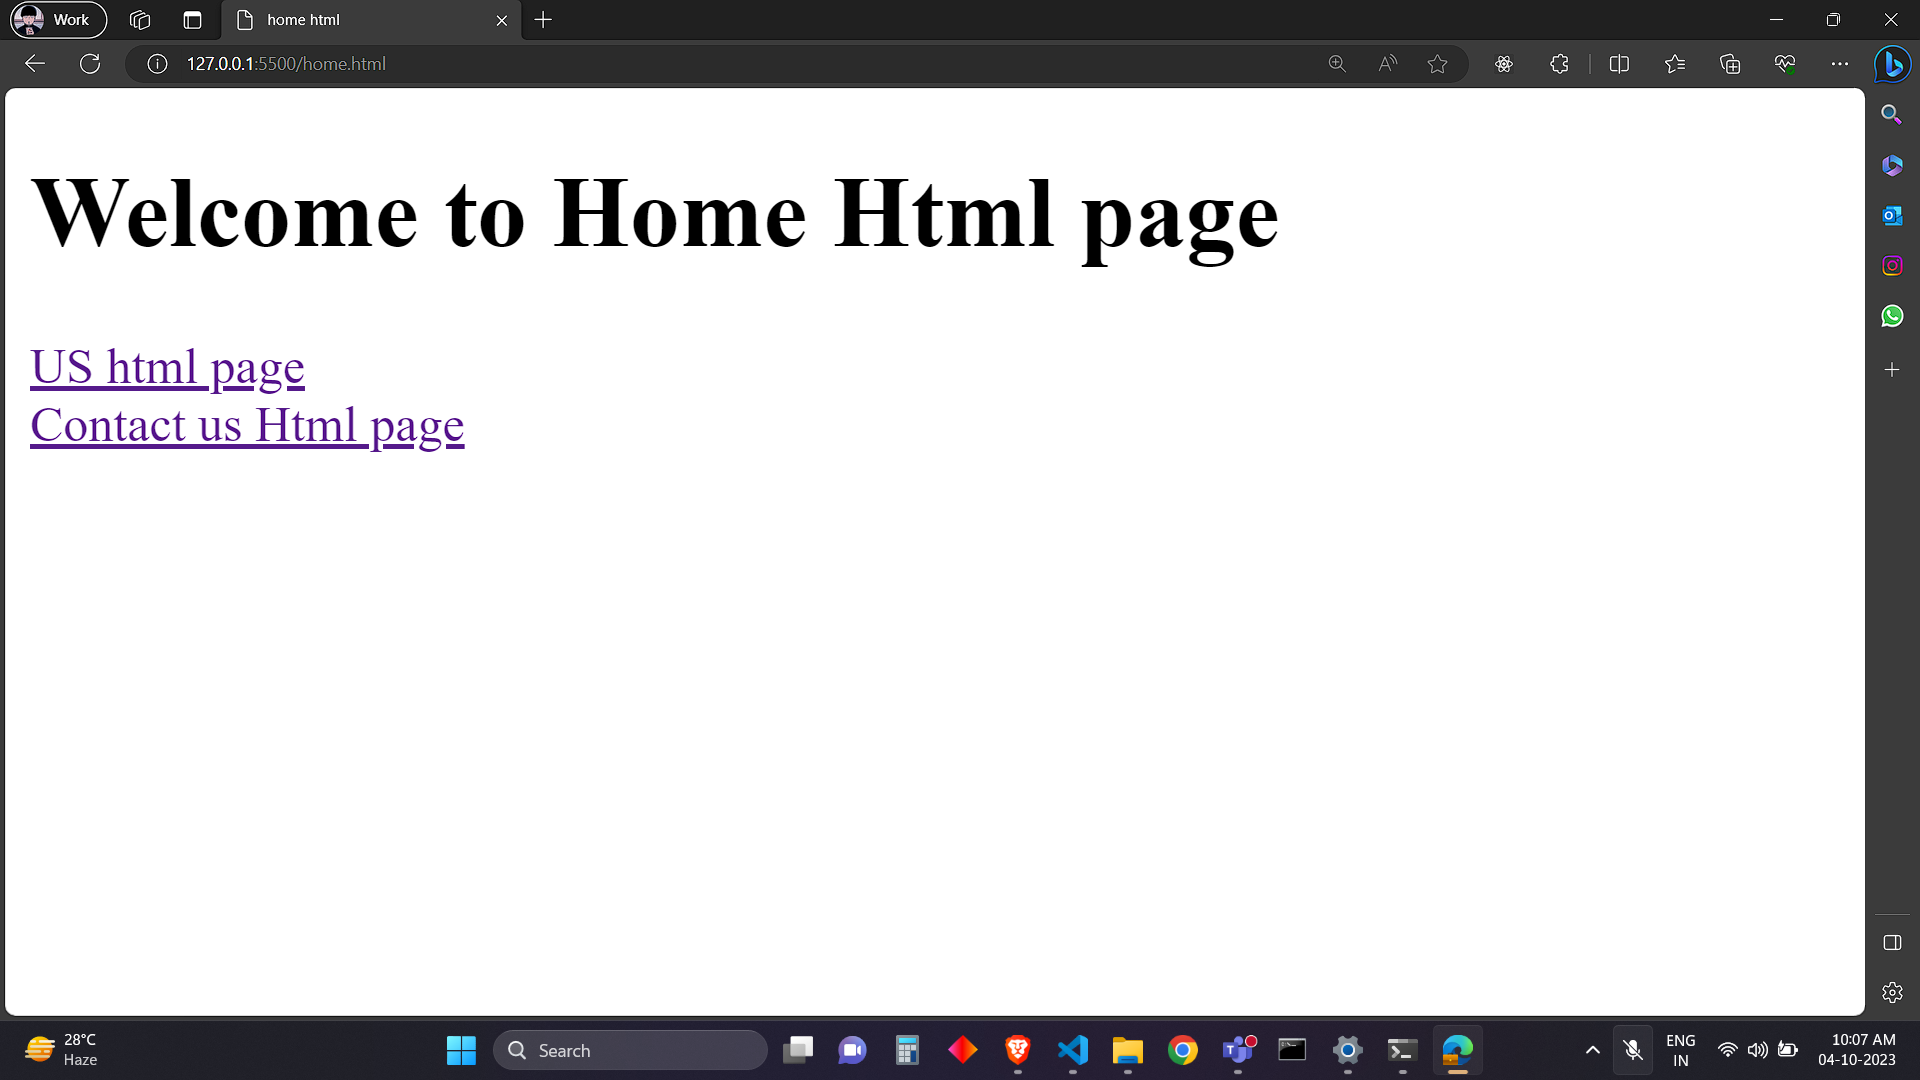 Work
home html
127.0.0.1:5500/home.html
Welcome to Home Html page
US html page
Contact us Html page
28°C
Haze
Search
ENG
IN
10:07 AM
04-10-2023